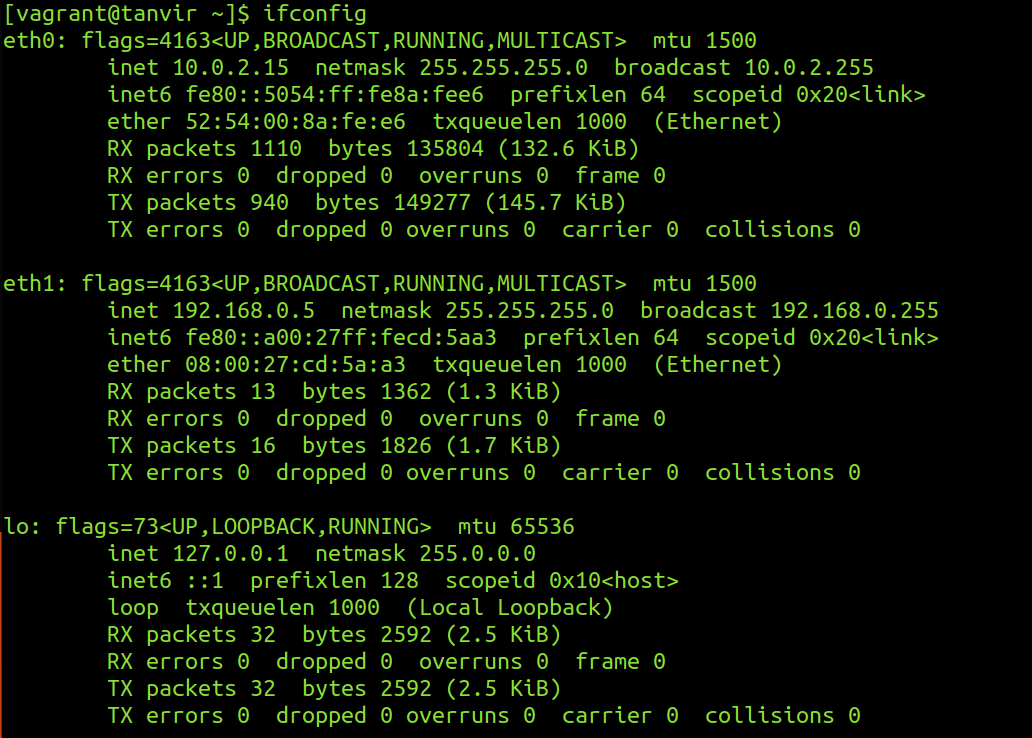 [vagrant@tanvir ~]$ ifconfig
eth0: flags=4163<UP,BROADCAST,RUNNING,MULTICAST>  mtu 1500
        inet 10.0.2.15  netmask 255.255.255.0  broadcast 10.0.2.255
        inet6 fe80::5054:ff:fe8a:fee6  prefixlen 64  scopeid 0x20<link>
        ether 52:54:00:8a:fe:e6  txqueuelen 1000  (Ethernet)
        RX packets 1110  bytes 135804 (132.6 KiB)
        RX errors 0  dropped 0  overruns 0  frame 0
        TX packets 940  bytes 149277 (145.7 KiB)
        TX errors 0  dropped 0 overruns 0  carrier 0  collisions 0

eth1: flags=4163<UP,BROADCAST,RUNNING,MULTICAST>  mtu 1500
        inet 192.168.0.5  netmask 255.255.255.0  broadcast 192.168.0.255
        inet6 fe80::a00:27ff:fecd:5aa3  prefixlen 64  scopeid 0x20<link>
        ether 08:00:27:cd:5a:a3  txqueuelen 1000  (Ethernet)
        RX packets 13  bytes 1362 (1.3 KiB)
        RX errors 0  dropped 0  overruns 0  frame 0
        TX packets 16  bytes 1826 (1.7 KiB)
        TX errors 0  dropped 0 overruns 0  carrier 0  collisions 0

lo: flags=73<UP,LOOPBACK,RUNNING>  mtu 65536
        inet 127.0.0.1  netmask 255.0.0.0
        inet6 ::1  prefixlen 128  scopeid 0x10<host>
        loop  txqueuelen 1000  (Local Loopback)
        RX packets 32  bytes 2592 (2.5 KiB)
        RX errors 0  dropped 0  overruns 0  frame 0
        TX packets 32  bytes 2592 (2.5 KiB)
        TX errors 0  dropped 0 overruns 0  carrier 0  collisions 0